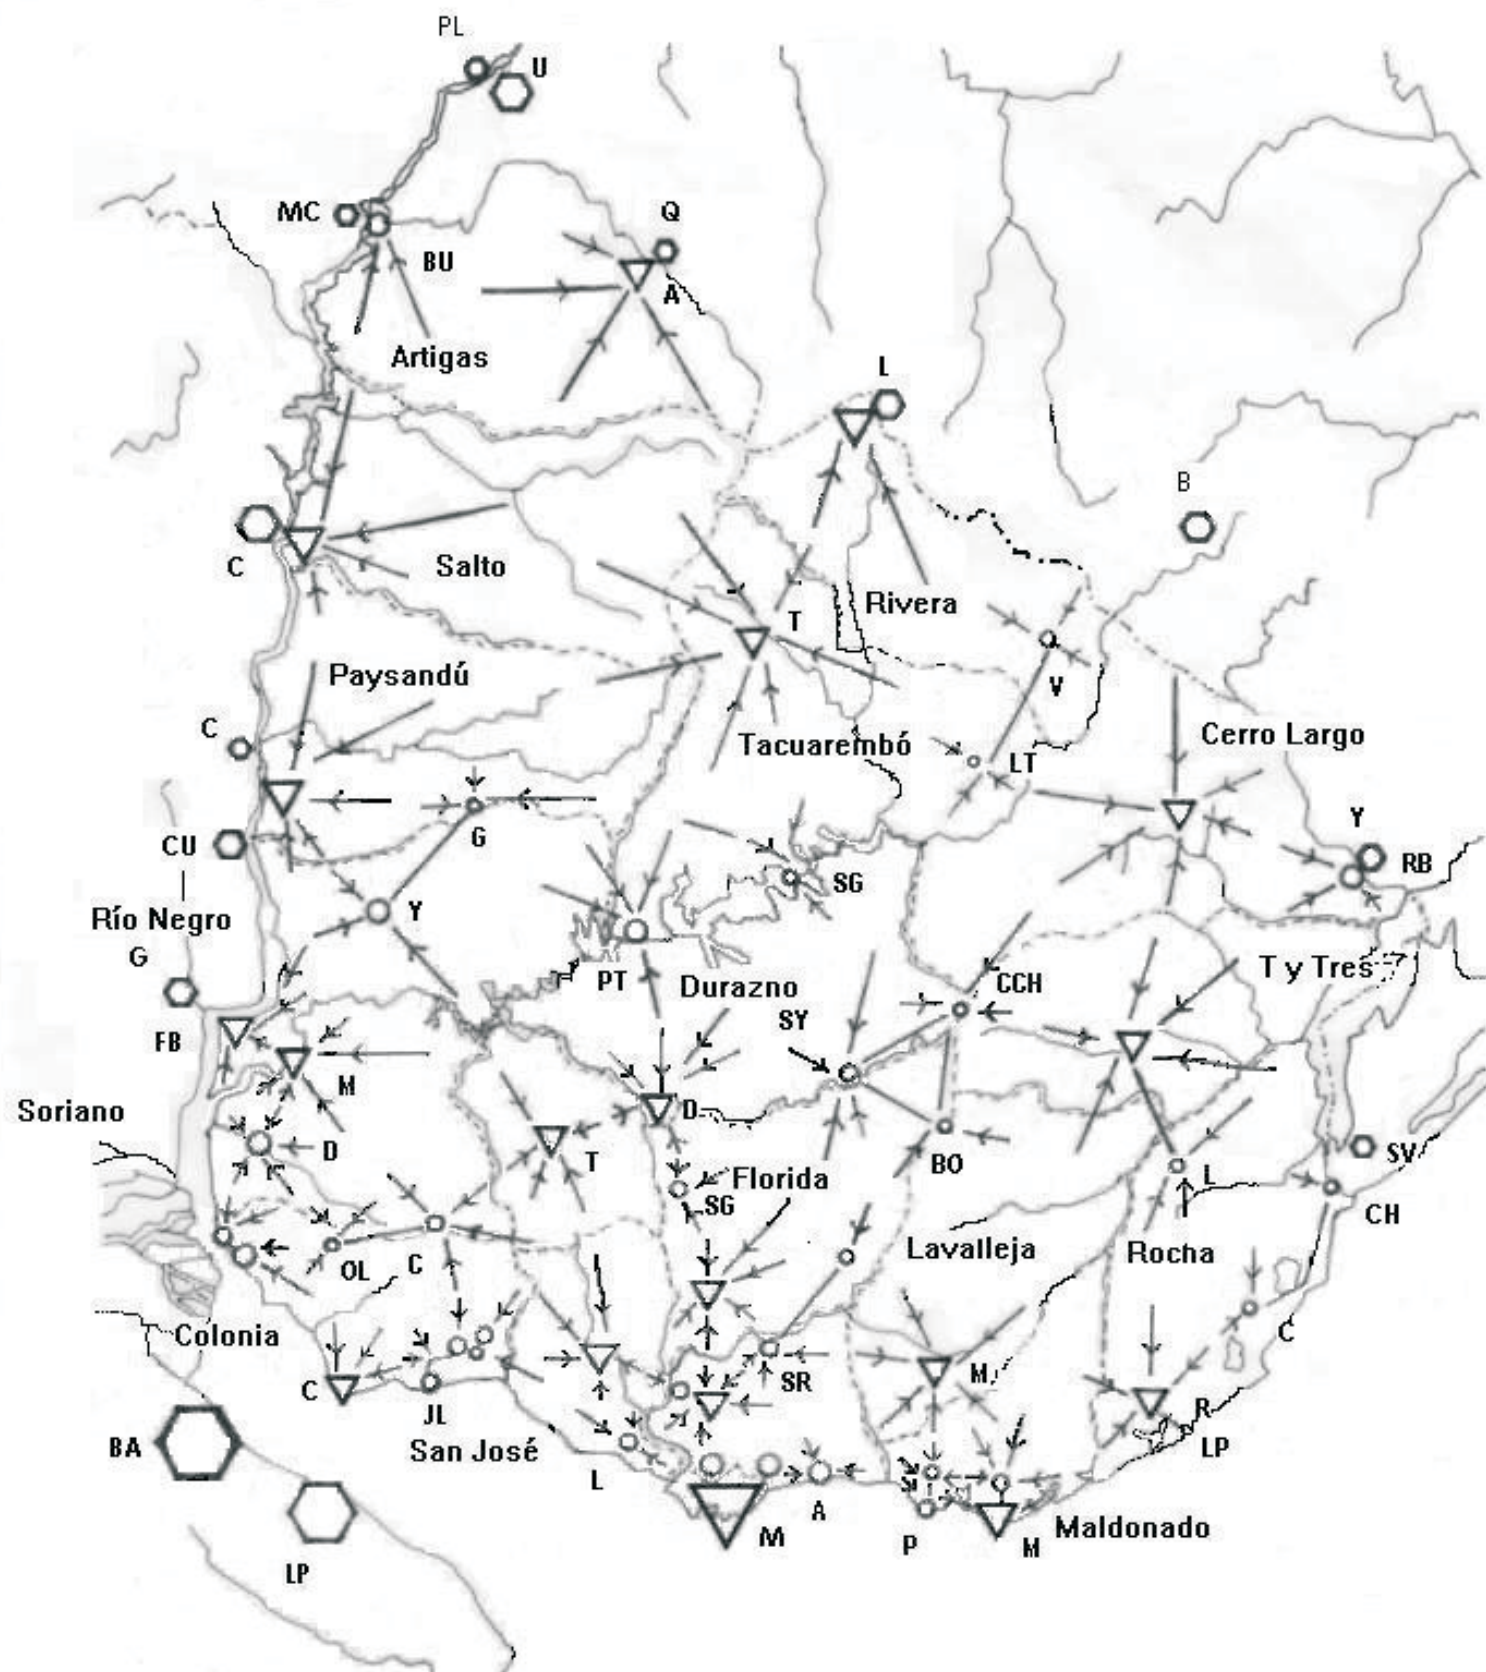 PL
U
MC
Q
BU
A
Artigas
L
B
C
Salto
Rivera
T
Paysandú
V
C
Tacuarembó
Cerro Largo
LT
Y
CU
G
RB
SG
Río Negro
Y
G
PT
Durazno
CCH
T y Tres
SY
FB
M
Soriano
D
D
T
BO
SV
Florida
L
SG
CH
OL
C
Lavalleja
Rocha
Colonia
C
C
SR
M
JL
R
BA
San José
LP
L
A
P
M
M
Maldonado
LP